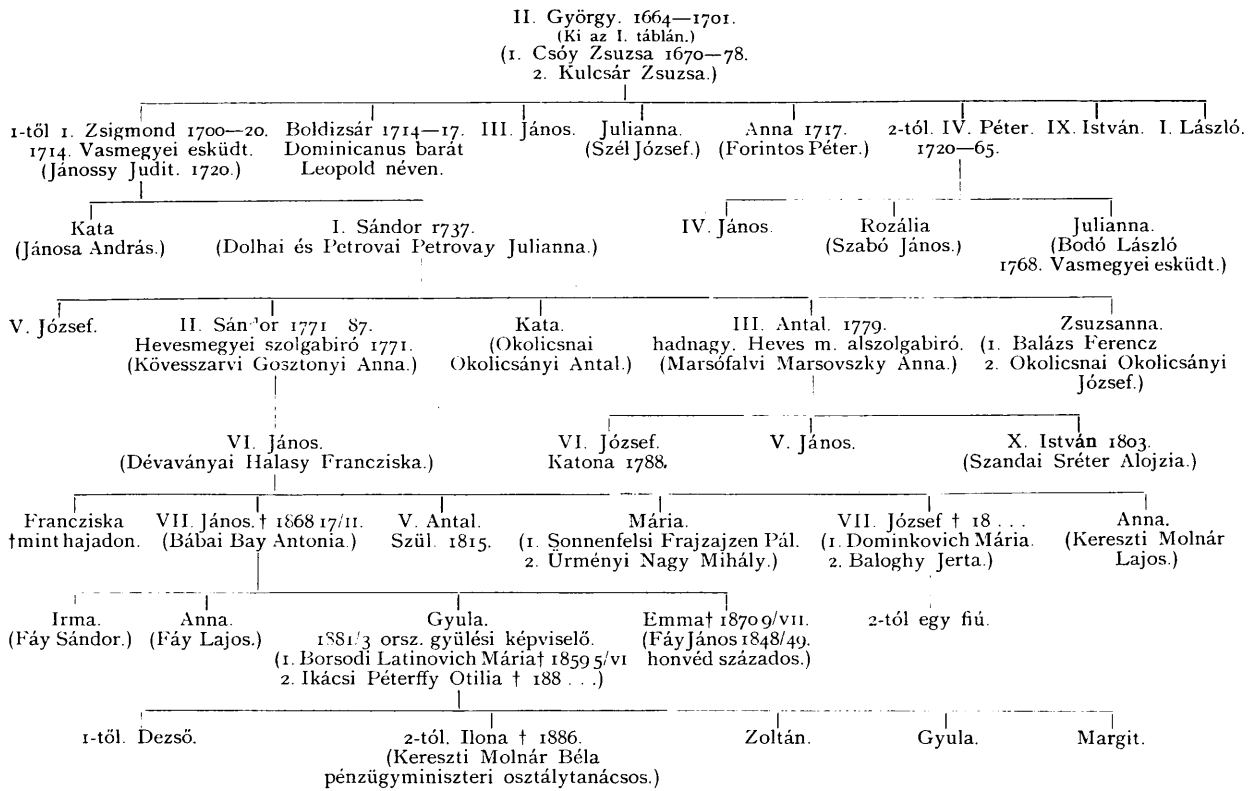 II. György. 1664—1701.
(Ki az I. táblán.)
(1. Csóy Zsuzsa 1670—78.
2. Kulcsár Zsuzsa.)
1-től 1. Zsigmond 1700—20. Boldizsár 1714—17. III. János. Julianna. Anna 1717. 2-tól. IV. Péter. IX. István. I. László.
1714. Vasmegyei esküdt. Dominicanus barát (Szél József.) (Forintos Péter.) 1720—65.
(Jánossy Judit. 1720.) Leopold néven.
Kata I. Sándor 1737. IV. János. Rozália Julianna.
(Jánosa András.) (Dolhai és Petrovai Petrovay Julianna.) (Szabó János.) (Bodó László
1768. Vasmegyei esküdt.)
V. József. II. Sándor 1771 87. Kata. III. Antal. 1779. Zsuzsanna.
Hevesmegyei szolgabiró 1771. (Okolicsnai hadnagy. Heves m. alszolgabiró. (1. Balázs Ferencz
(Kövesszarvi Gosztonyi Anna.) Okolicsányi Antal.) (Marsófalvi Marsovszky Anna.) 2. Okolicsnai Okolicsányi
József.)
VI. János. VI. József. V. János. X. István 1803.
(Dévaványai Halasy Francziska.) Katona 1788. (Szandai Sréter Alojzia.)
Francziska VII. János. † 1868 17/II. V. Antal. Mária. VII. József † 18 . . . Anna.
†mint hajadon. (Bábai Bay Antonia.) Szül. 1815. (1. Sonnenfelsi Frajzajzen Pál. (1. Dominkovich Mária. (Kereszti Molnár
2. Ürményi Nagy Mihály.) 2. Baloghy Jerta.) Lajos.)
Irma. Anna. Gyula. Emma† 1870 9/VII. 2-tól egy fiú.
(Fáy Sándor.) (Fáy Lajos.) 1881/3 orsz. gyülési képviselő. (Fáy János 1848/49.
(1. Borsodi Latinovich Mária† 1859 5/VI honvéd százados.)
2. Ikácsi Péterffy Otilia † 188 . . .)
1-től. Dezső. 2-tól. Ilona † 1886. Zoltán. Gyula. Margit.
(Kereszti Molnár Béla
pénzügyminiszteri osztálytanácsos.)